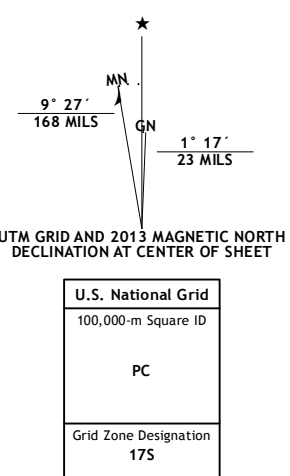 MN
GN
9° 27´
168 MILS
1° 17´
23 MILS
UTM GRID AND 2013 MAGNETIC NORTH
DECLINATION AT CENTER OF SHEET
U.S. National Grid
100,000-m Square ID
PC
Grid Zone Designation
17S